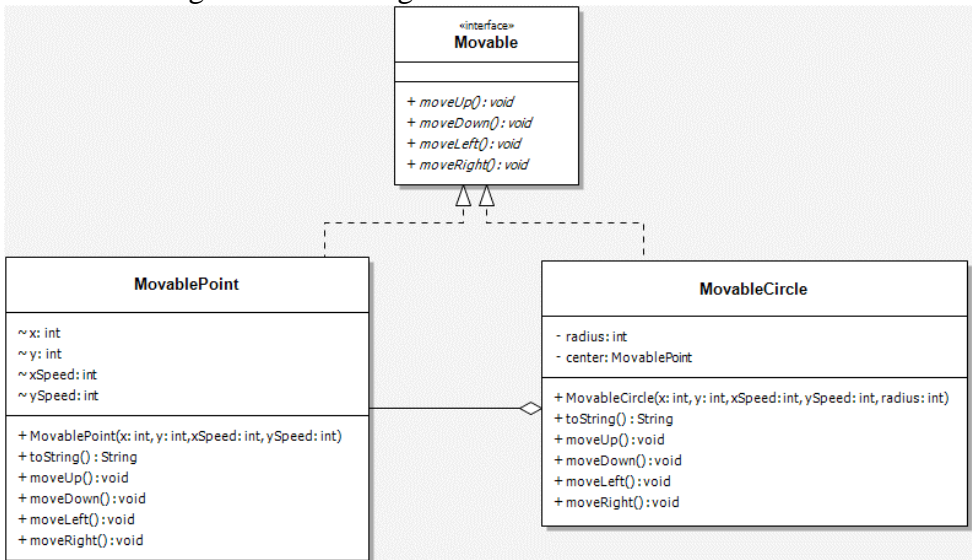 «interface»
Movable
+ moveUp() : void
+ moveDown() : void
+ moveLeft() : void
+ moveRight() : void
MovablePoint
~ x: int
~ y: int
~ xSpeed: int
~ ySpeed: int
+ MovablePoint(x: int, y: int,xSpeed: int,ySpeed: int)
+ toString() : String
+ moveUp() : void
+ moveDown() : void
+ moveLeft() : void
+ moveRight() : void
MovableCircle
- radius: int
- center: MovablePoint
+ MovableCircle(x: int, y: int, xSpeed: int, ySpeed: int, radius: int)
+ toString() : String
+ moveUp() : void
+ moveDown() : void
+ moveLeft() : void
+ moveRight() : void